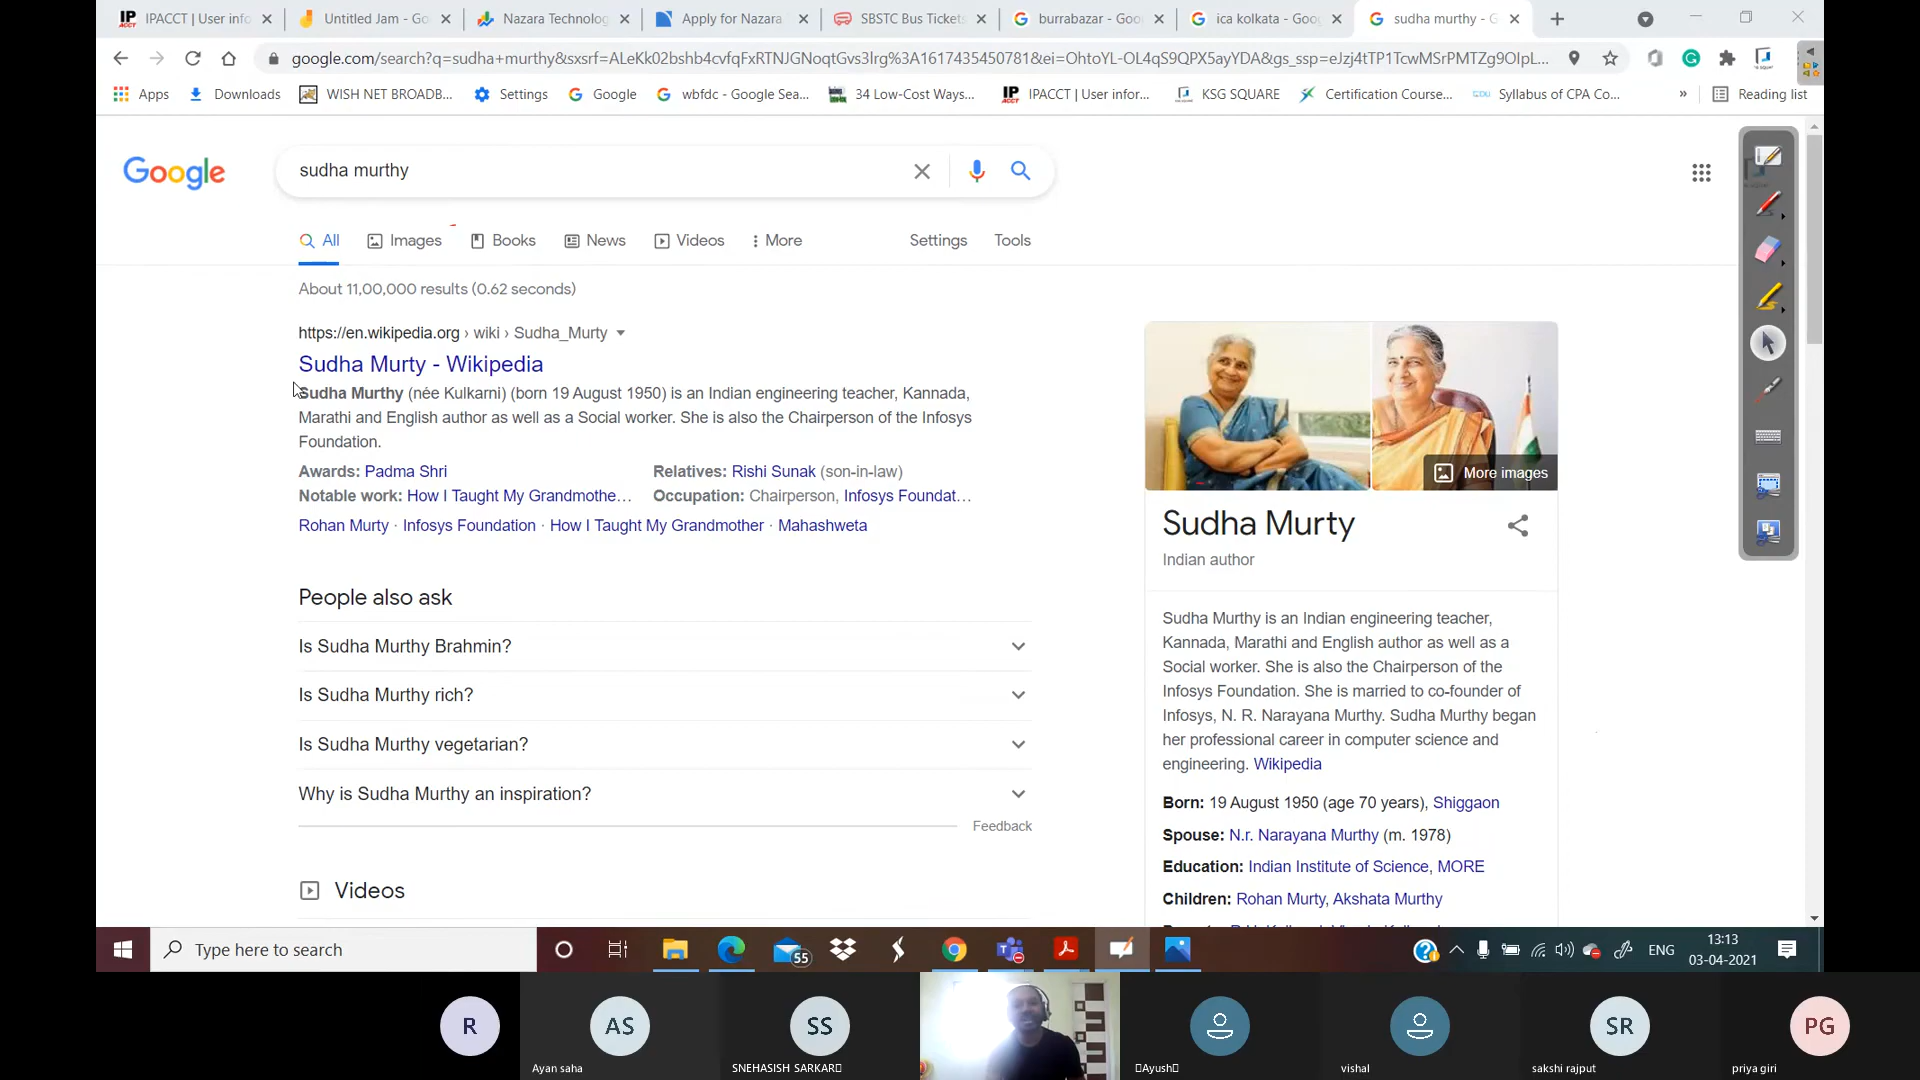 IPACCT | User info
Untitled Jam - Go
Nazara Technolog
Apply for Nazara
SBSTC Bus Tickets
burrabazar - Goo
ica kolkata - Goog
sudha murthy - G
google.com/search?q=sudha+murthy&sxsrf=ALeKk02bshb4cvfqFxRTNJGNoqtGvs3lrg%3A1617435450781&ei=OhtoYL-OL4qS9QPX5ayYDA&gs_ssp=eJzj4tTP1TcwMSrPMTZg9OIpL...
Apps
Downloads
WISH NET BROADB...
Settings
Google
wbfdc - Google Sea...
34 Low-Cost Ways...
IPACCT | User infor...
KSG SQUARE
Certification Course...
Syllabus of CPA Co...
»
Reading list
Google
sudha murthy
All
Images
Books
News
Videos
More
Settings
Tools
About 11,00,000 results (0.62 seconds)
https://en.wikipedia.org › wiki › Sudha_Murty
Sudha Murty - Wikipedia
Sudha Murthy (née Kulkarni) (born 19 August 1950) is an Indian engineering teacher, Kannada,
Marathi and English author as well as a Social worker. She is also the Chairperson of the Infosys
Foundation.
Awards: Padma Shri
Relatives: Rishi Sunak (son-in-law)
Notable work: How I Taught My Grandmothe…
Occupation: Chairperson, Infosys Foundat…
Rohan Murty · Infosys Foundation · How I Taught My Grandmother · Mahashweta
People also ask
Is Sudha Murthy Brahmin?
Is Sudha Murthy rich?
Is Sudha Murthy vegetarian?
Why is Sudha Murthy an inspiration?
Feedback
Videos
More images
Sudha Murty
Indian author
Sudha Murthy is an Indian engineering teacher,
Kannada, Marathi and English author as well as a
Social worker. She is also the Chairperson of the
Infosys Foundation. She is married to co-founder of
Infosys, N. R. Narayana Murthy. Sudha Murthy began
her professional career in computer science and
engineering. Wikipedia
Born: 19 August 1950 (age 70 years), Shiggaon
Spouse: N.r. Narayana Murthy (m. 1978)
Education: Indian Institute of Science, MORE
Children: Rohan Murty, Akshata Murthy
Type here to search
55
ENG
13:13
03-04-2021
R
AS
Ayan saha
SS
SNEHASISH SARKAR
Ayush
vishal
SR
sakshi rajput
PG
priya giri